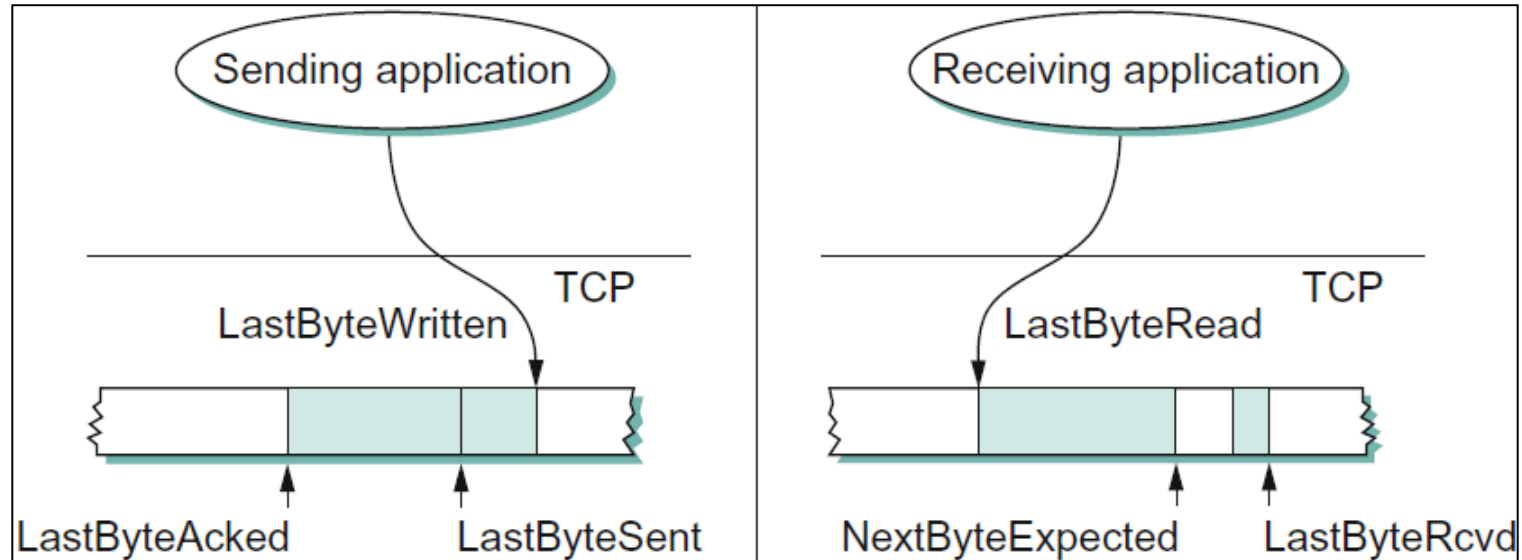 Sending application
TCP
LastByteWritten
LastByteAcked
LastByteSent
Receiving application
TCP
LastByteRead
NextByteExpected
LastByteRcvd